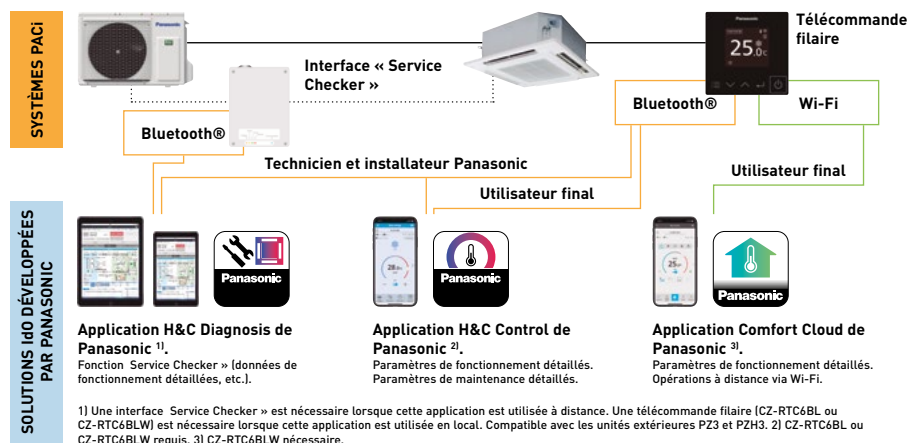 SYSTÈMES PACi
Panasonic
Panasonic
25.0c
Télécommande
filaire
Interface « Service
Checker »
Bluetooth®
Bluetooth®
Wi-Fi
Technicien et installateur Panasonic
Utilisateur final
Utilisateur final
SOLUTIONS IdO DÉVELOPPÉES
PAR PANASONIC
Panasonic
Panasonic
Panasonic
Application H&C Diagnosis de
Panasonic 1).
Fonction Service Checker » (données de
fonctionnement détaillées, etc.).
Application H&C Control de
Panasonic 2).
Paramètres de fonctionnement détaillés.
Paramètres de maintenance détaillés.
Application Comfort Cloud de
Panasonic 3).
Paramètres de fonctionnement détaillés.
Opérations à distance via Wi-Fi.
1) Une interface Service Checker » est nécessaire lorsque cette application est utilisée à distance. Une télécommande filaire (CZ-RTC6BL ou
CZ-RTC6BLW) est nécessaire lorsque cette application est utilisée en local. Compatible avec les unités extérieures PZ3 et PZH3. 2) CZ-RTC6BL ou
CZ-RTC6BLW requis. 3) CZ-RTC6BLW nécessaire.